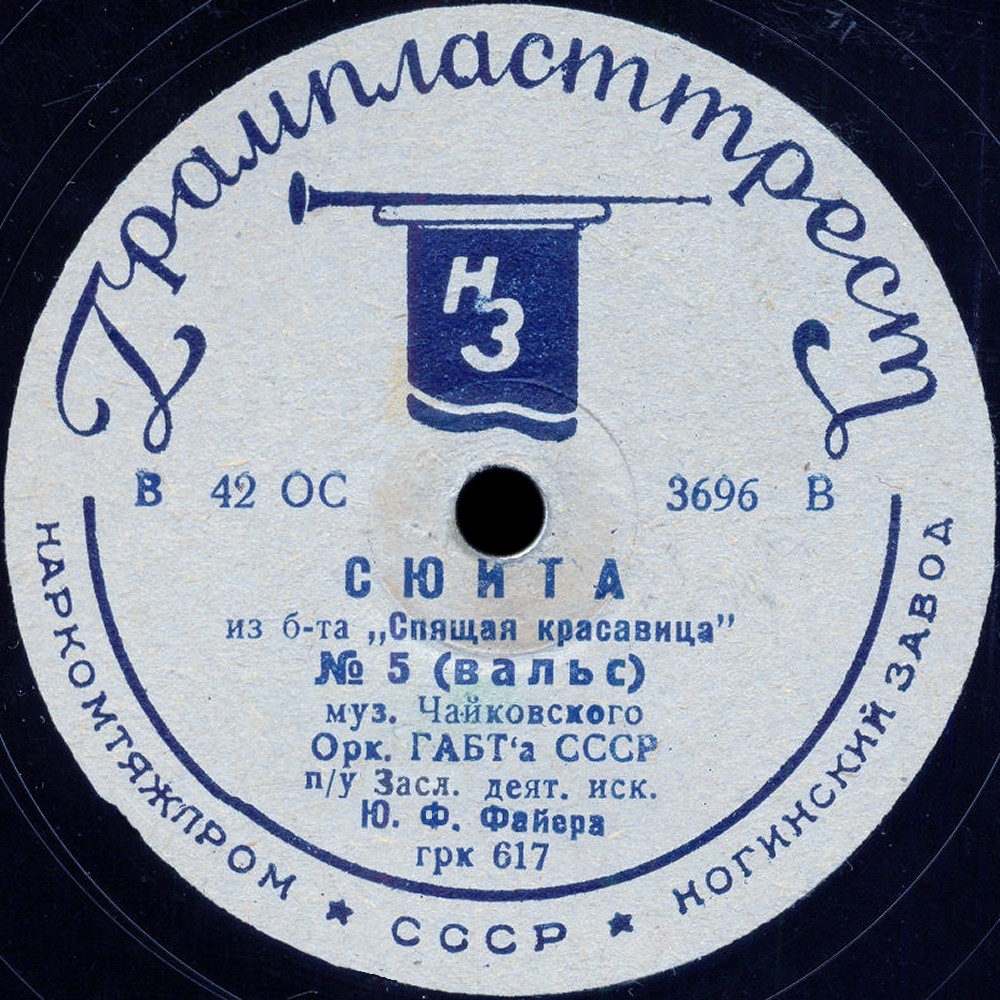 Грампласттрест
НЗ
В 42 ОС 3696 В
СЮИТА
из б-та „Спящая красавица”
№ 5 (вальс)
муз. Чайковского
Орк. ГАБТ‘а СССР
п/у Засл. деят. иск.
Ю. Ф. Файера
грк 617
НАРКОМТЯЖПРОМ ★ СССР ★ НОГИНСКИЙ ЗАВОД